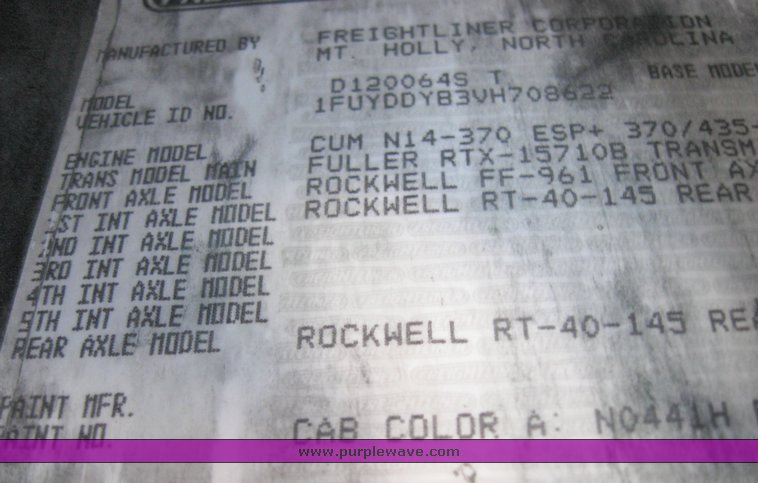 MANUFACTURED BY FREIGHTLINER CORPORATION
MT. HOLLY, NORTH CAROLINA
MODEL D120064S T BASE MODE
VEHICLE ID NO. 1FUYDDYB3VH708622
ENGINE MODEL CUM N14-370 ESP+ 370/435-
TRANS MODEL MAIN FULLER RTX-15710B TRANSM
FRONT AXLE MODEL ROCKWELL FF-961 FRONT AX
1ST INT AXLE MODEL ROCKWELL RT-40-145 REAR
2ND INT AXLE MODEL
3RD INT AXLE MODEL
4TH INT AXLE MODEL
5TH INT AXLE MODEL
REAR AXLE MODEL ROCKWELL RT-40-145 REA
PAINT MFR.
PAINT NO. CAB COLOR A: N0441H
www.purplewave.com